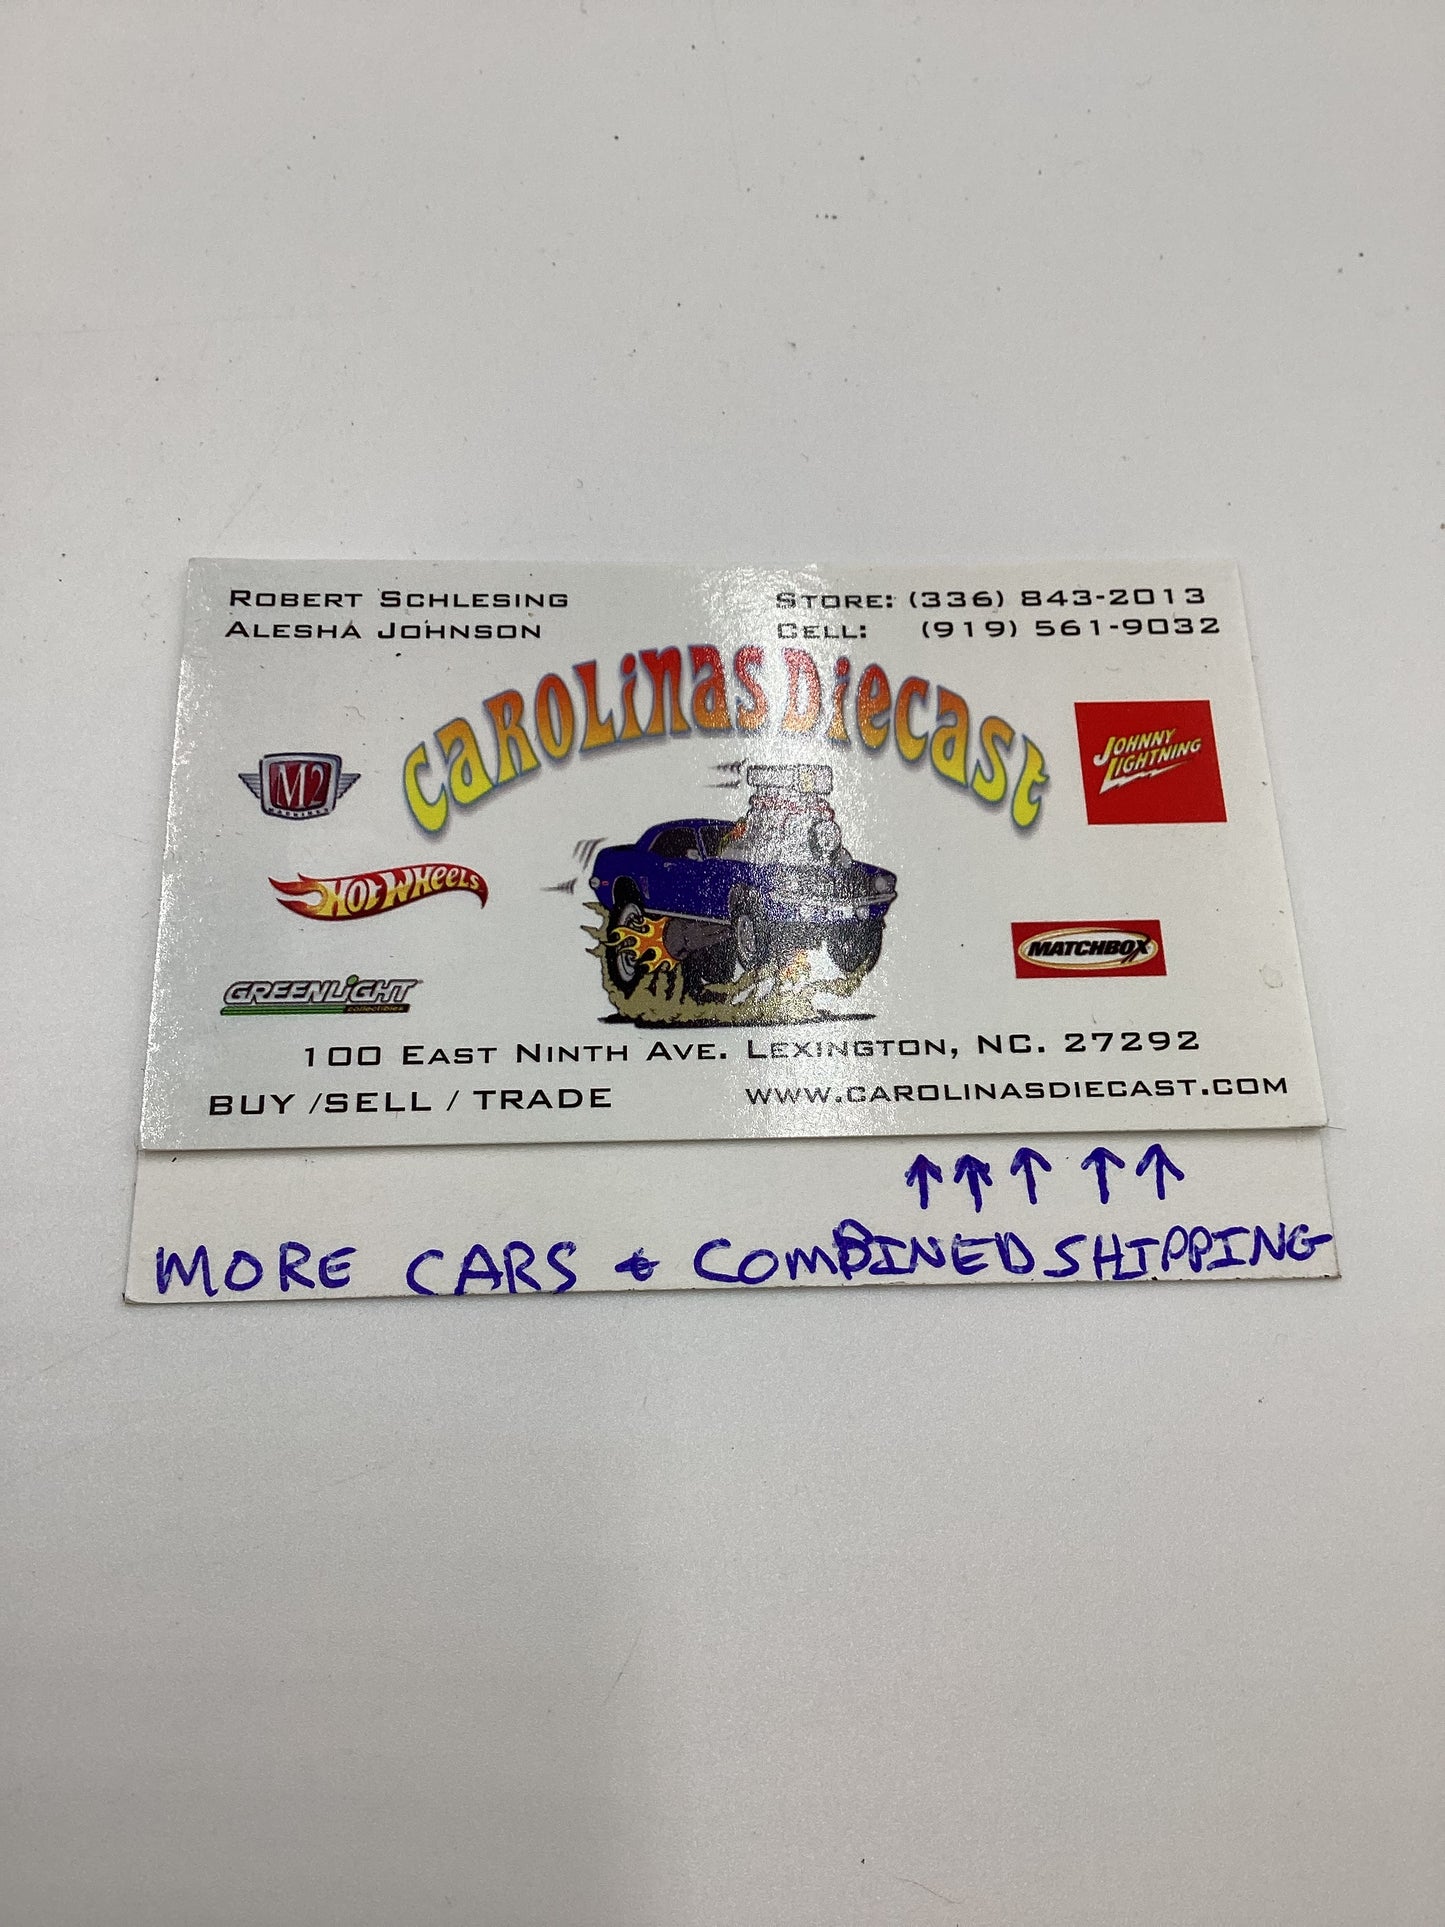 ROBERT SCHLESING
ALESHA JOHNSON
STORE: (336) 843-2013
CELL: (919) 561-9032
CAROLINAS DIECAST
M2
MACHINES
JOHNNY
LIGHTNING
HOT WHEELS
MATCHBOX
GREENLIGHT
collectibles
100 EAST NINTH AVE. LEXINGTON, NC. 27292
BUY /SELL / TRADE
WWW.CAROLINASDIECAST.COM
↑ ↑ ↑ ↑ ↑
MORE CARS & COMBINED SHIPPING